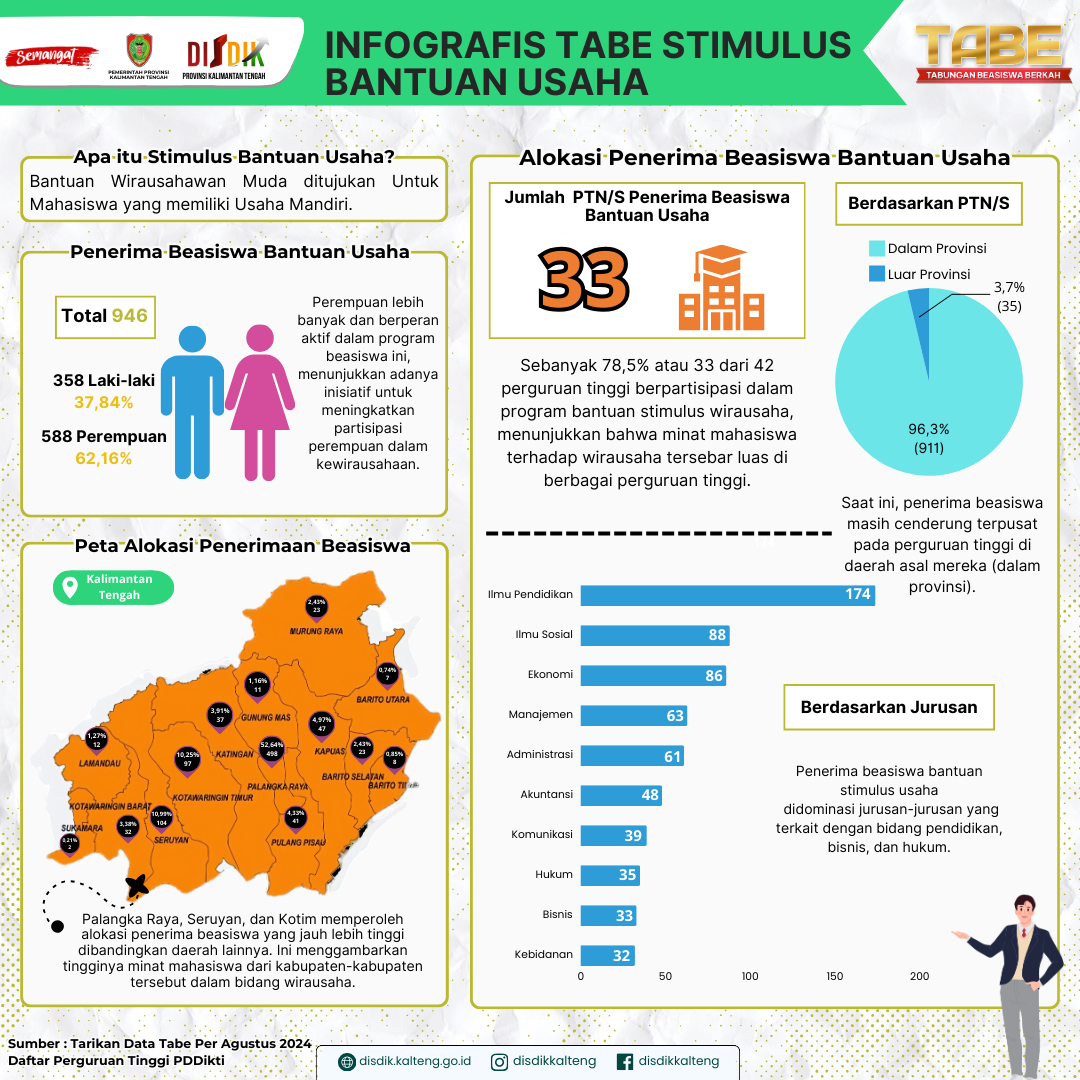 Semangat
PEMERINTAH PROVINSI
KALIMANTAN TENGAH
DISDIK
PROVINSI KALIMANTAN TENGAH
INFOGRAFIS TABE STIMULUS
BANTUAN USAHA
TABE
TABUNGAN BEASISWA BERKAH
Apa itu Stimulus Bantuan Usaha?
Bantuan Wirausahawan Muda ditujukan Untuk
Mahasiswa yang memiliki Usaha Mandiri.
Penerima Beasiswa Bantuan Usaha
Total 946
358 Laki-laki
37,84%
588 Perempuan
62,16%
Perempuan lebih
banyak dan berperan
aktif dalam program
beasiswa ini,
menunjukkan adanya
inisiatif untuk
meningkatkan
partisipasi
perempuan dalam
kewirausahaan.
Peta Alokasi Penerimaan Beasiswa
Kalimantan
Tengah
2,43%
23
MURUNG RAYA
0,74%
7
BARITO UTARA
1,16%
11
GUNUNG MAS
3,91%
37
KATINGAN
4,97%
47
KAPUAS
1,27%
12
LAMANDAU
10,25%
97
KOTAWARINGIN TIMUR
52,64%
498
PALANGKA RAYA
2,43%
23
BARITO SELATAN
0,85%
8
BARITO TI
KOTAWARINGIN BARAT
3,38%
32
10,99%
104
SERUYAN
4,33%
41
PULANG PISAU
SUKAMARA
0,21%
2
Palangka Raya, Seruyan, dan Kotim memperoleh
alokasi penerima beasiswa yang jauh lebih tinggi
dibandingkan daerah lainnya. Ini menggambarkan
tingginya minat mahasiswa dari kabupaten-kabupaten
tersebut dalam bidang wirausaha.
Alokasi Penerima Beasiswa Bantuan Usaha
Jumlah PTN/S Penerima Beasiswa
Bantuan Usaha
33
Sebanyak 78,5% atau 33 dari 42
perguruan tinggi berpartisipasi dalam
program bantuan stimulus wirausaha,
menunjukkan bahwa minat mahasiswa
terhadap wirausaha tersebar luas di
berbagai perguruan tinggi.
Berdasarkan PTN/S
Dalam Provinsi
Luar Provinsi
3,7%
(35)
96,3%
(911)
Saat ini, penerima beasiswa
masih cenderung terpusat
pada perguruan tinggi di
daerah asal mereka (dalam
provinsi).
Ilmu Pendidikan 174
Ilmu Sosial 88
Ekonomi 86
Manajemen 63
Administrasi 61
Akuntansi 48
Komunikasi 39
Hukum 35
Bisnis 33
Kebidanan 32
0 50 100 150 200
Berdasarkan Jurusan
Penerima beasiswa bantuan
stimulus usaha
didominasi jurusan-jurusan yang
terkait dengan bidang pendidikan,
bisnis, dan hukum.
Sumber : Tarikan Data Tabe Per Agustus 2024
Daftar Perguruan Tinggi PDDikti
disdik.kalteng.go.id
disdikkalteng
disdikkalteng